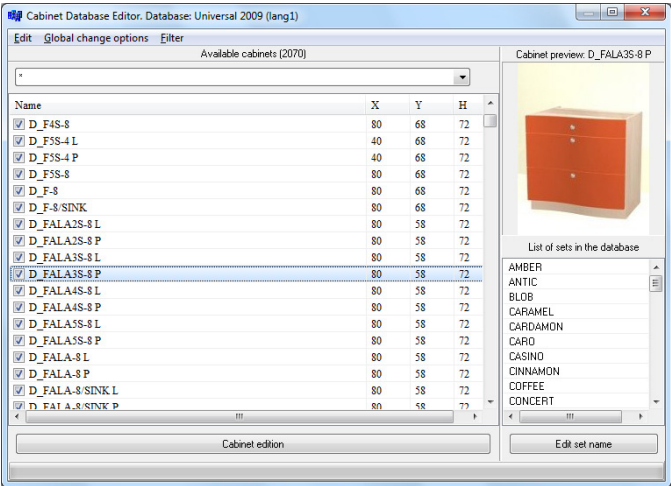 Cabinet Database Editor. Database: Universal 2009 (lang1)
Edit Global change options Filter
Available cabinets (2070)
*
Name X Y H
D_F4S-8 80 68 72
D_F5S-4 L 40 68 72
D_F5S-4 P 40 68 72
D_F5S-8 80 68 72
D_F-8 80 68 72
D_F-8/SINK 80 68 72
D_FALA2S-8 L 80 58 72
D_FALA2S-8 P 80 58 72
D_FALA3S-8 L 80 58 72
D_FALA3S-8 P 80 58 72
D_FALA4S-8 L 80 58 72
D_FALA4S-8 P 80 58 72
D_FALA5S-8 L 80 58 72
D_FALA5S-8 P 80 58 72
D_FALA-8 L 80 58 72
D_FALA-8 P 80 58 72
D_FALA-8/SINK L 80 58 72
D_FALA-8/SINK P 80 58 72
Cabinet edition
Cabinet preview: D_FALA3S-8 P
List of sets in the database
AMBER
ANTIC
BLOB
CARAMEL
CARDAMON
CARO
CASINO
CINNAMON
COFFEE
CONCERT
Edit set name